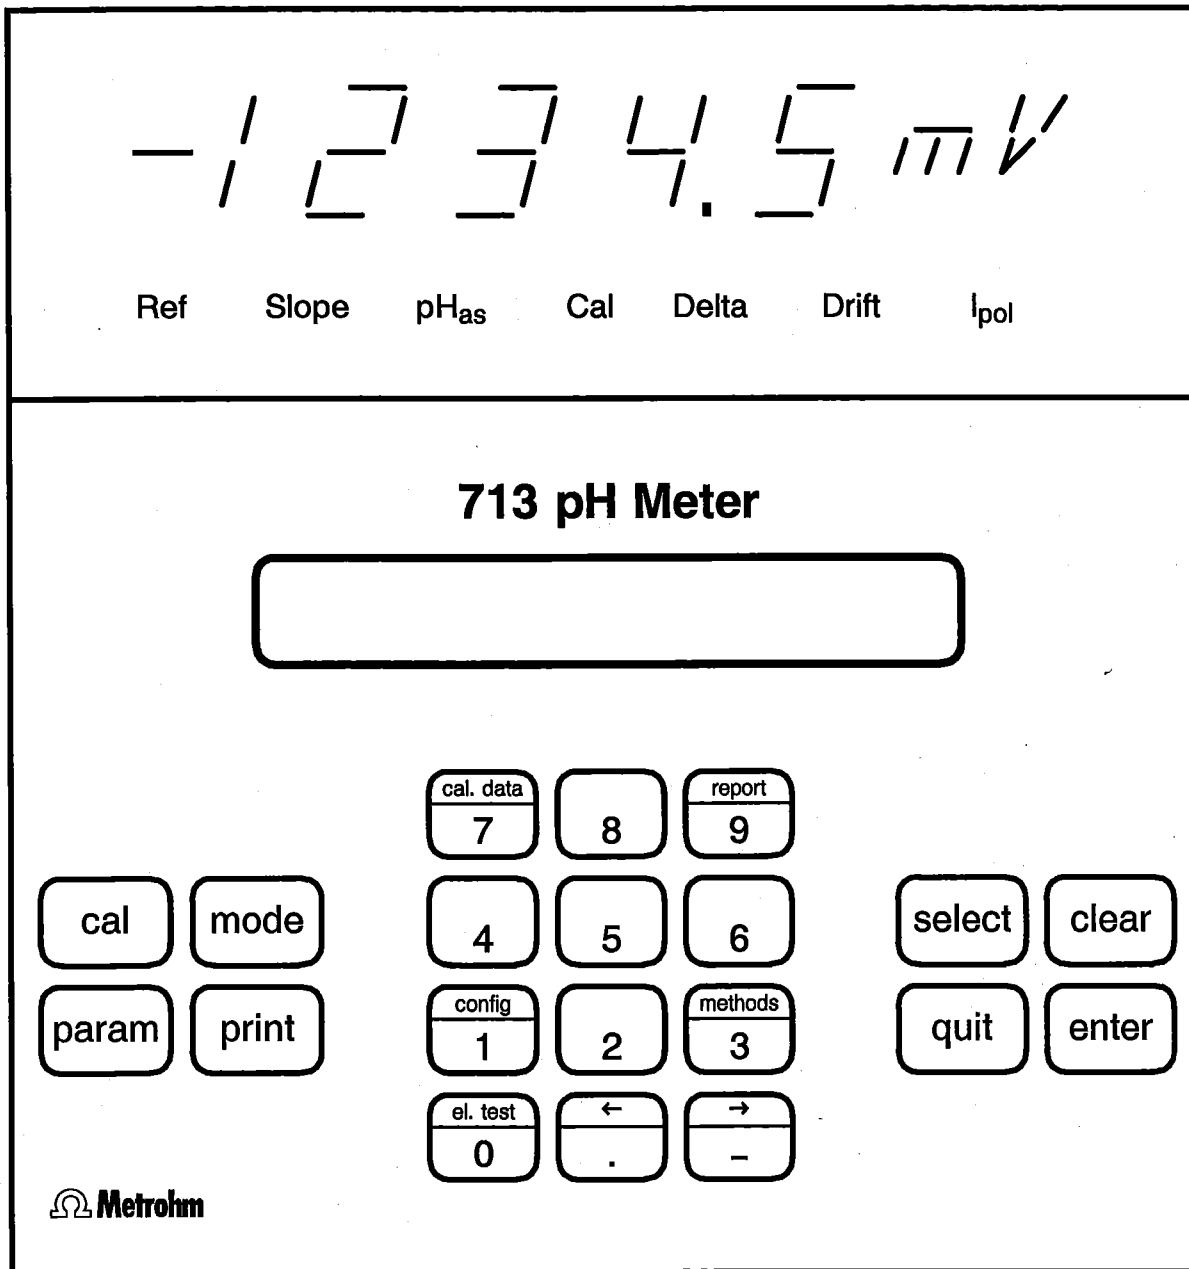 -1234.5 mV
Ref Slope pHas Cal Delta Drift Ipol
713 pH Meter
cal. data report
7 8 9
cal mode 4 5 6 select clear
config methods
param print 1 2 3 quit enter
el. test ← →
0 . –
Metrohm